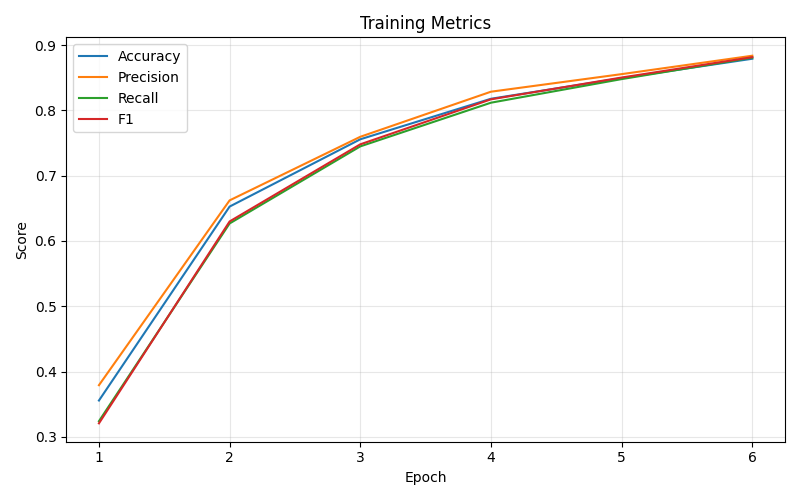 Training Metrics
Accuracy
Precision
Recall
F1
0.9
0.8
0.7
0.6
0.5
0.4
0.3
Score
1 2 3 4 5 6
Epoch